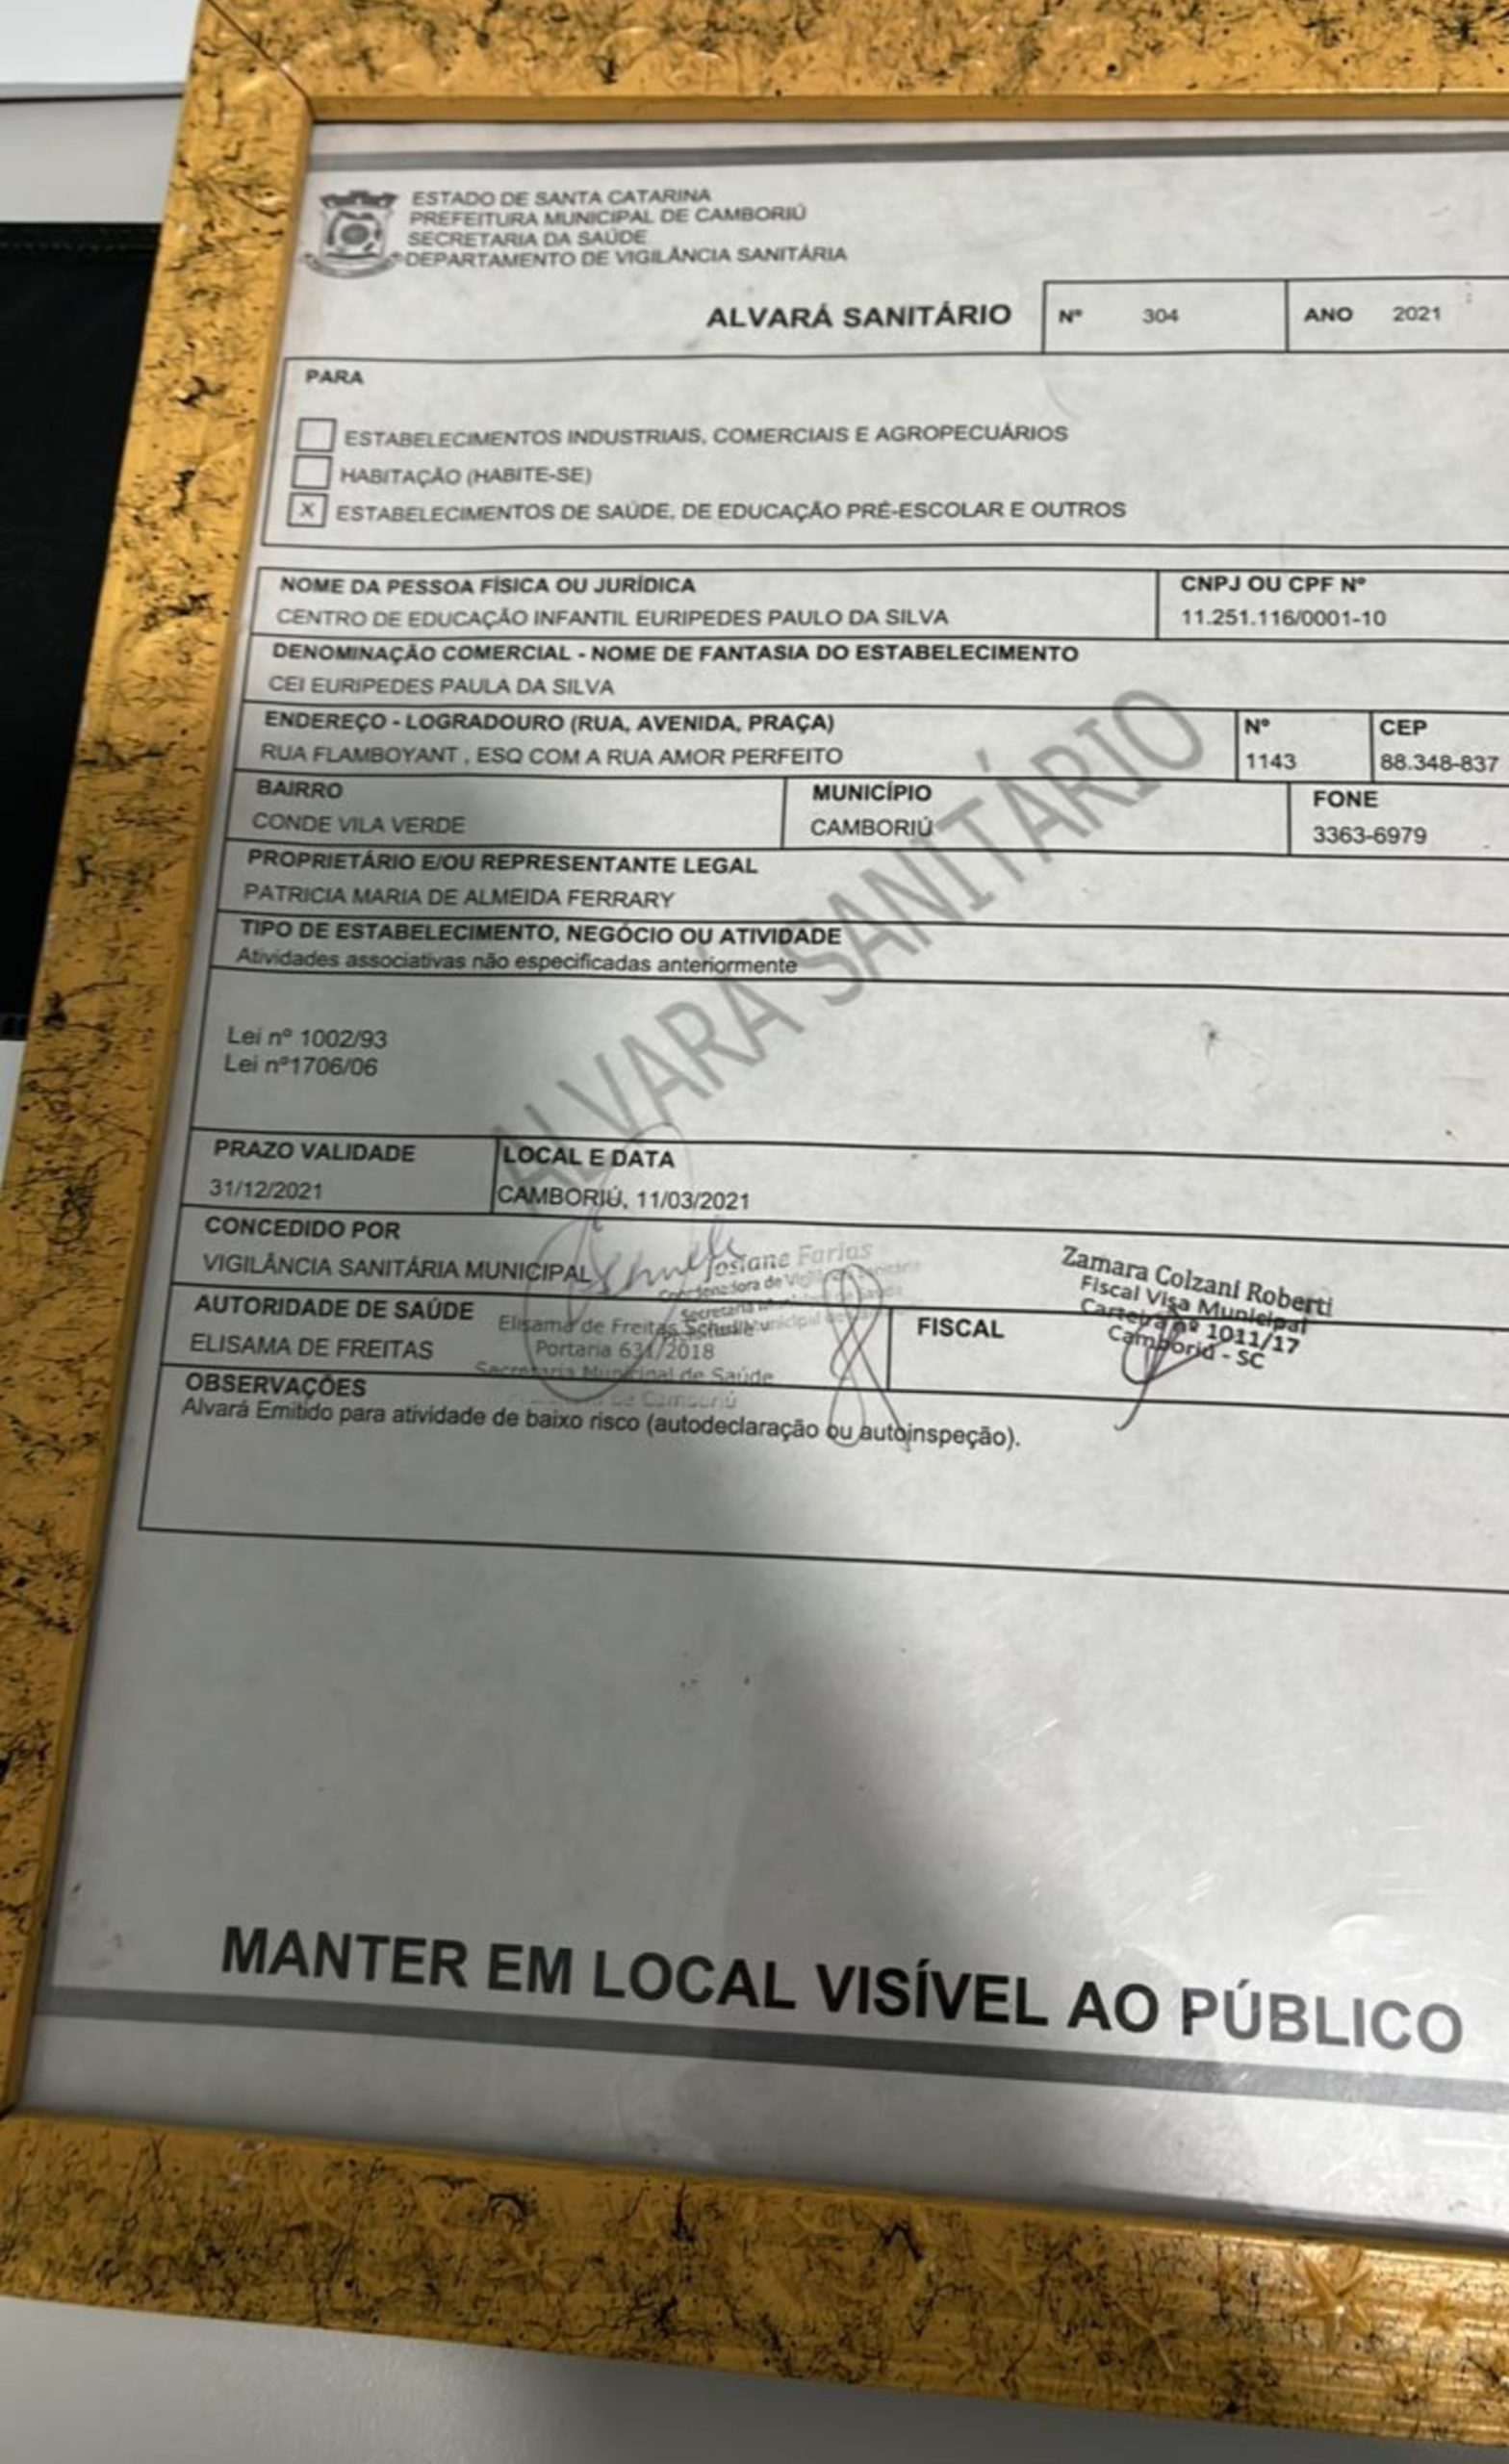 ESTADO DE SANTA CATARINA
PREFEITURA MUNICIPAL DE CAMBORIÚ
SECRETARIA DA SAÚDE
DEPARTAMENTO DE VIGILÂNCIA SANITÁRIA
ALVARÁ SANITÁRIO Nº 304 ANO 2021
PARA
ESTABELECIMENTOS INDUSTRIAIS, COMERCIAIS E AGROPECUÁRIOS
HABITAÇÃO (HABITE-SE)
X ESTABELECIMENTOS DE SAÚDE, DE EDUCAÇÃO PRÉ-ESCOLAR E OUTROS
NOME DA PESSOA FÍSICA OU JURÍDICA CNPJ OU CPF Nº
CENTRO DE EDUCAÇÃO INFANTIL EURIPEDES PAULO DA SILVA 11.251.116/0001-10
DENOMINAÇÃO COMERCIAL - NOME DE FANTASIA DO ESTABELECIMENTO
CEI EURIPEDES PAULA DA SILVA
ENDEREÇO - LOGRADOURO (RUA, AVENIDA, PRAÇA) Nº CEP
RUA FLAMBOYANT , ESQ COM A RUA AMOR PERFEITO 1143 88.348-837
BAIRRO MUNICÍPIO FONE
CONDE VILA VERDE CAMBORIÚ 3363-6979
PROPRIETÁRIO E/OU REPRESENTANTE LEGAL
PATRICIA MARIA DE ALMEIDA FERRARY
TIPO DE ESTABELECIMENTO, NEGÓCIO OU ATIVIDADE
Atividades associativas não especificadas anteriormente
ALVARÁ SANITÁRIO
Lei nº 1002/93
Lei nº1706/06
PRAZO VALIDADE LOCAL E DATA
31/12/2021 CAMBORIÚ, 11/03/2021
CONCEDIDO POR
VIGILÂNCIA SANITÁRIA MUNICIPAL
Josiane Farias
Zamara Colzani Roberti
Fiscal Visa Municipal
Carteira nº 1011/17
Camboriú - SC
AUTORIDADE DE SAÚDE FISCAL
ELISAMA DE FREITAS
Elisama de Freitas
Portaria 631/2018
Secretaria Municipal de Saúde
de Camboriú
OBSERVAÇÕES
Alvará Emitido para atividade de baixo risco (autodeclaração ou autoinspeção).
MANTER EM LOCAL VISÍVEL AO PÚBLICO